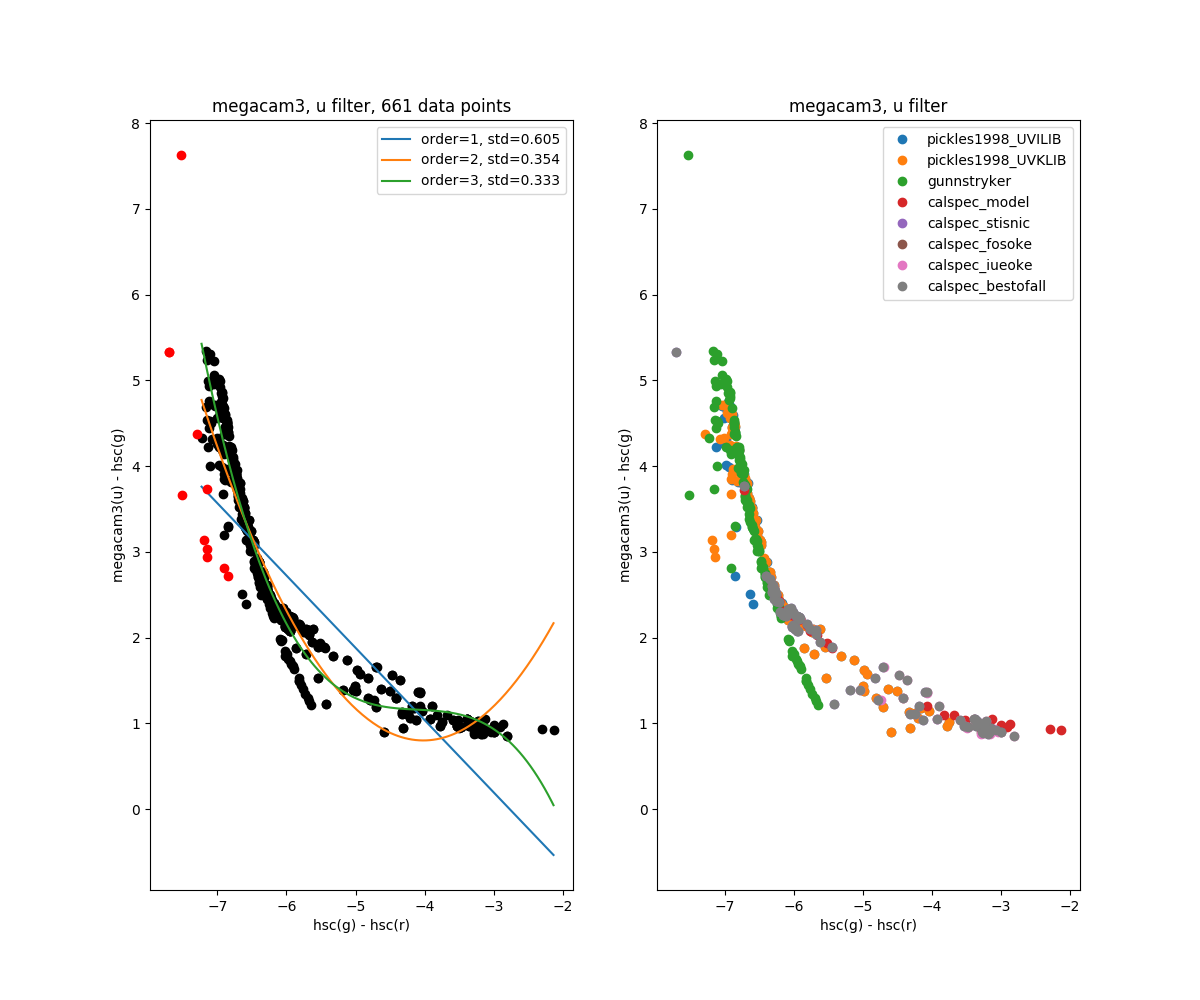 megacam3, u filter, 661 data points
order=1, std=0.605
order=2, std=0.354
order=3, std=0.333
8
7
6
5
4
3
2
1
0
megacam3(u) - hsc(g)
−7
−6
−5
−4
−3
−2
hsc(g) - hsc(r)
megacam3, u filter
pickles1998_UVILIB
pickles1998_UVKLIB
gunnstryker
calspec_model
calspec_stisnic
calspec_fosoke
calspec_iueoke
calspec_bestofall
8
7
6
5
4
3
2
1
0
megacam3(u) - hsc(g)
−7
−6
−5
−4
−3
−2
hsc(g) - hsc(r)